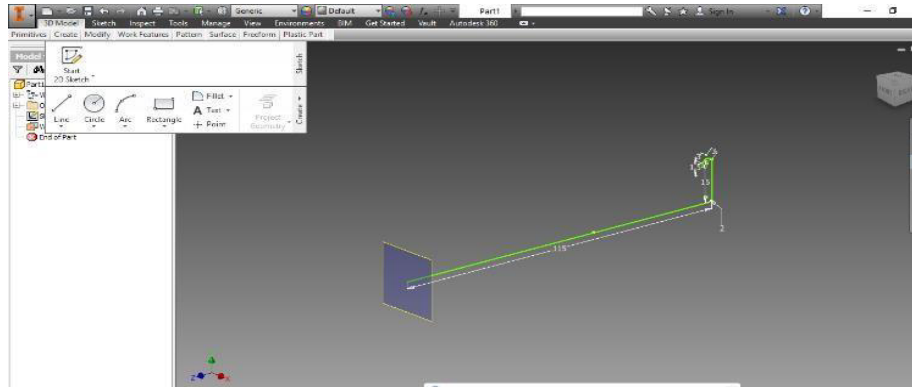 Generic Default Part1 Sign In
3D Model Sketch Inspect Tools Manage View Environments BIM Get Started Vault Autodesk 360
Primitives Create Modify Work Features Pattern Surface Freeform Plastic Part
Model
Start
2D Sketch
Sketch
Line Circle Arc Rectangle
Fillet
Text
Point
Project
Geometry
Create
Part1
End of Part
15
2
115
Z
X